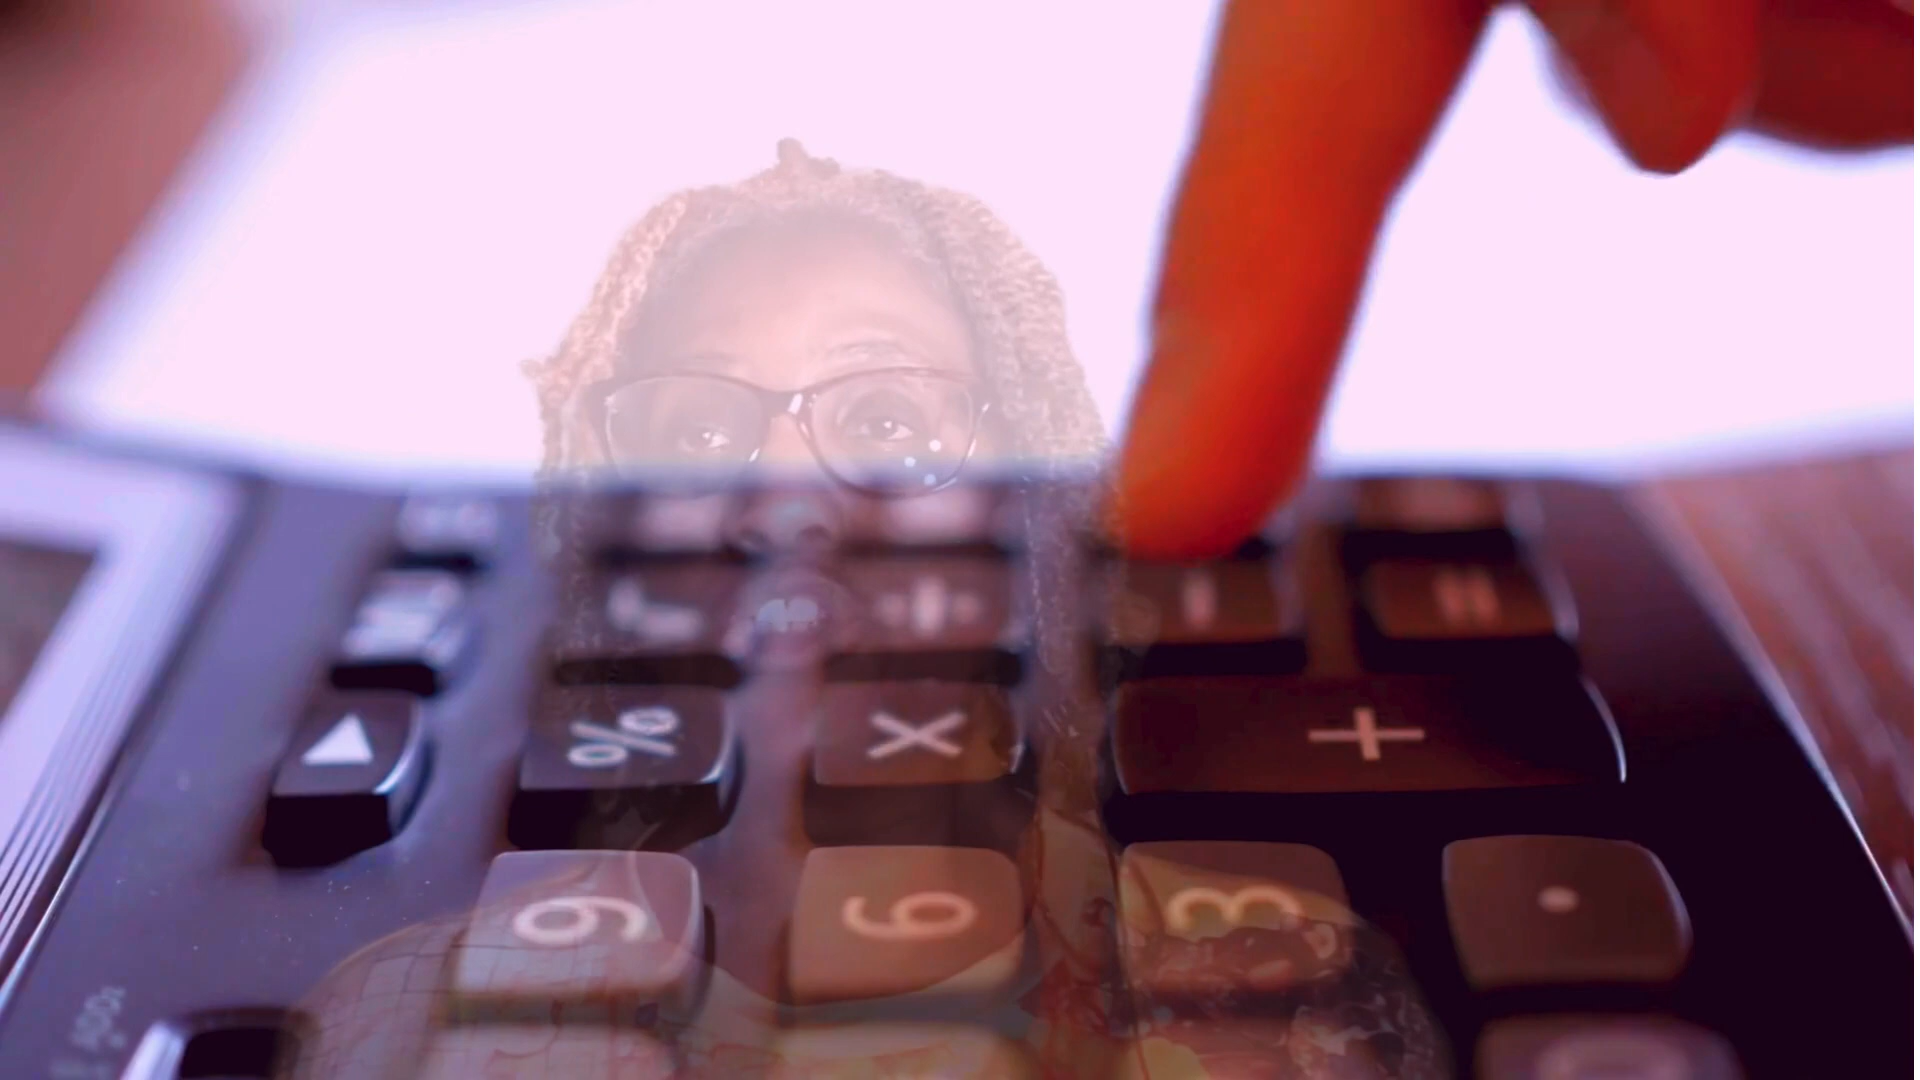 √ ÷ - =
▲ % × +
9 6 3 .